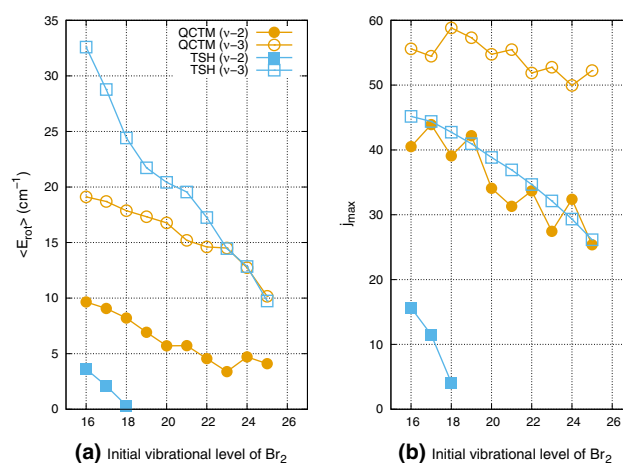 35
30
25
20
15
10
5
0
<E_rot> (cm⁻¹)
QCTM (v-2)
QCTM (v-3)
TSH (v-2)
TSH (v-3)
16 18 20 22 24 26
(a) Initial vibrational level of Br₂
60
50
40
30
20
10
0
j_max
16 18 20 22 24 26
(b) Initial vibrational level of Br₂